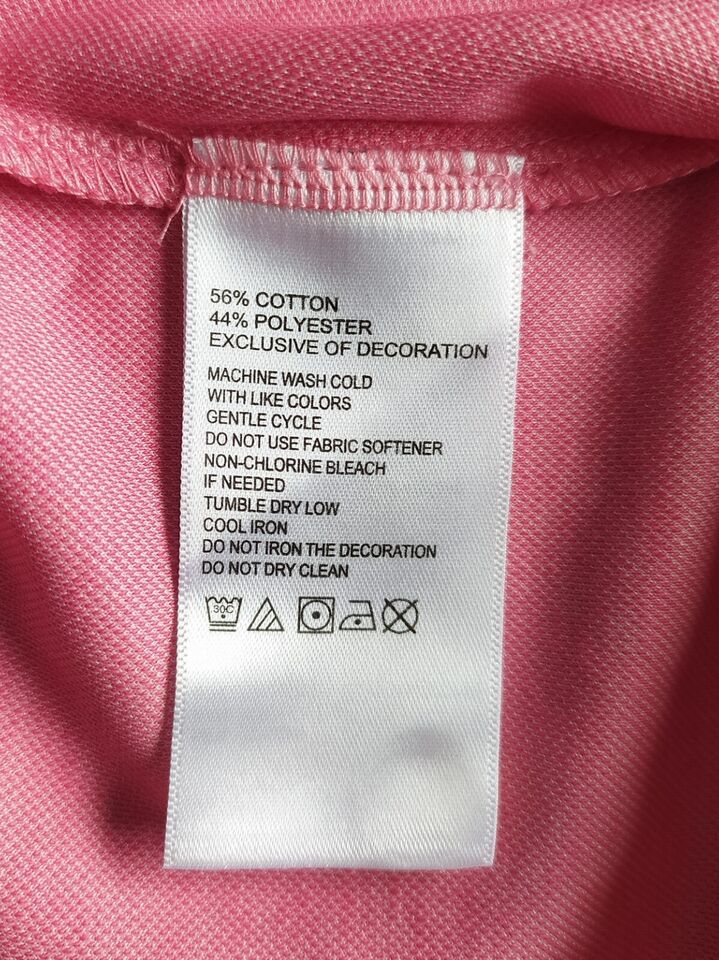 56% COTTON
44% POLYESTER
EXCLUSIVE OF DECORATION
MACHINE WASH COLD
WITH LIKE COLORS
GENTLE CYCLE
DO NOT USE FABRIC SOFTENER
NON-CHLORINE BLEACH
IF NEEDED
TUMBLE DRY LOW
COOL IRON
DO NOT IRON THE DECORATION
DO NOT DRY CLEAN
30C